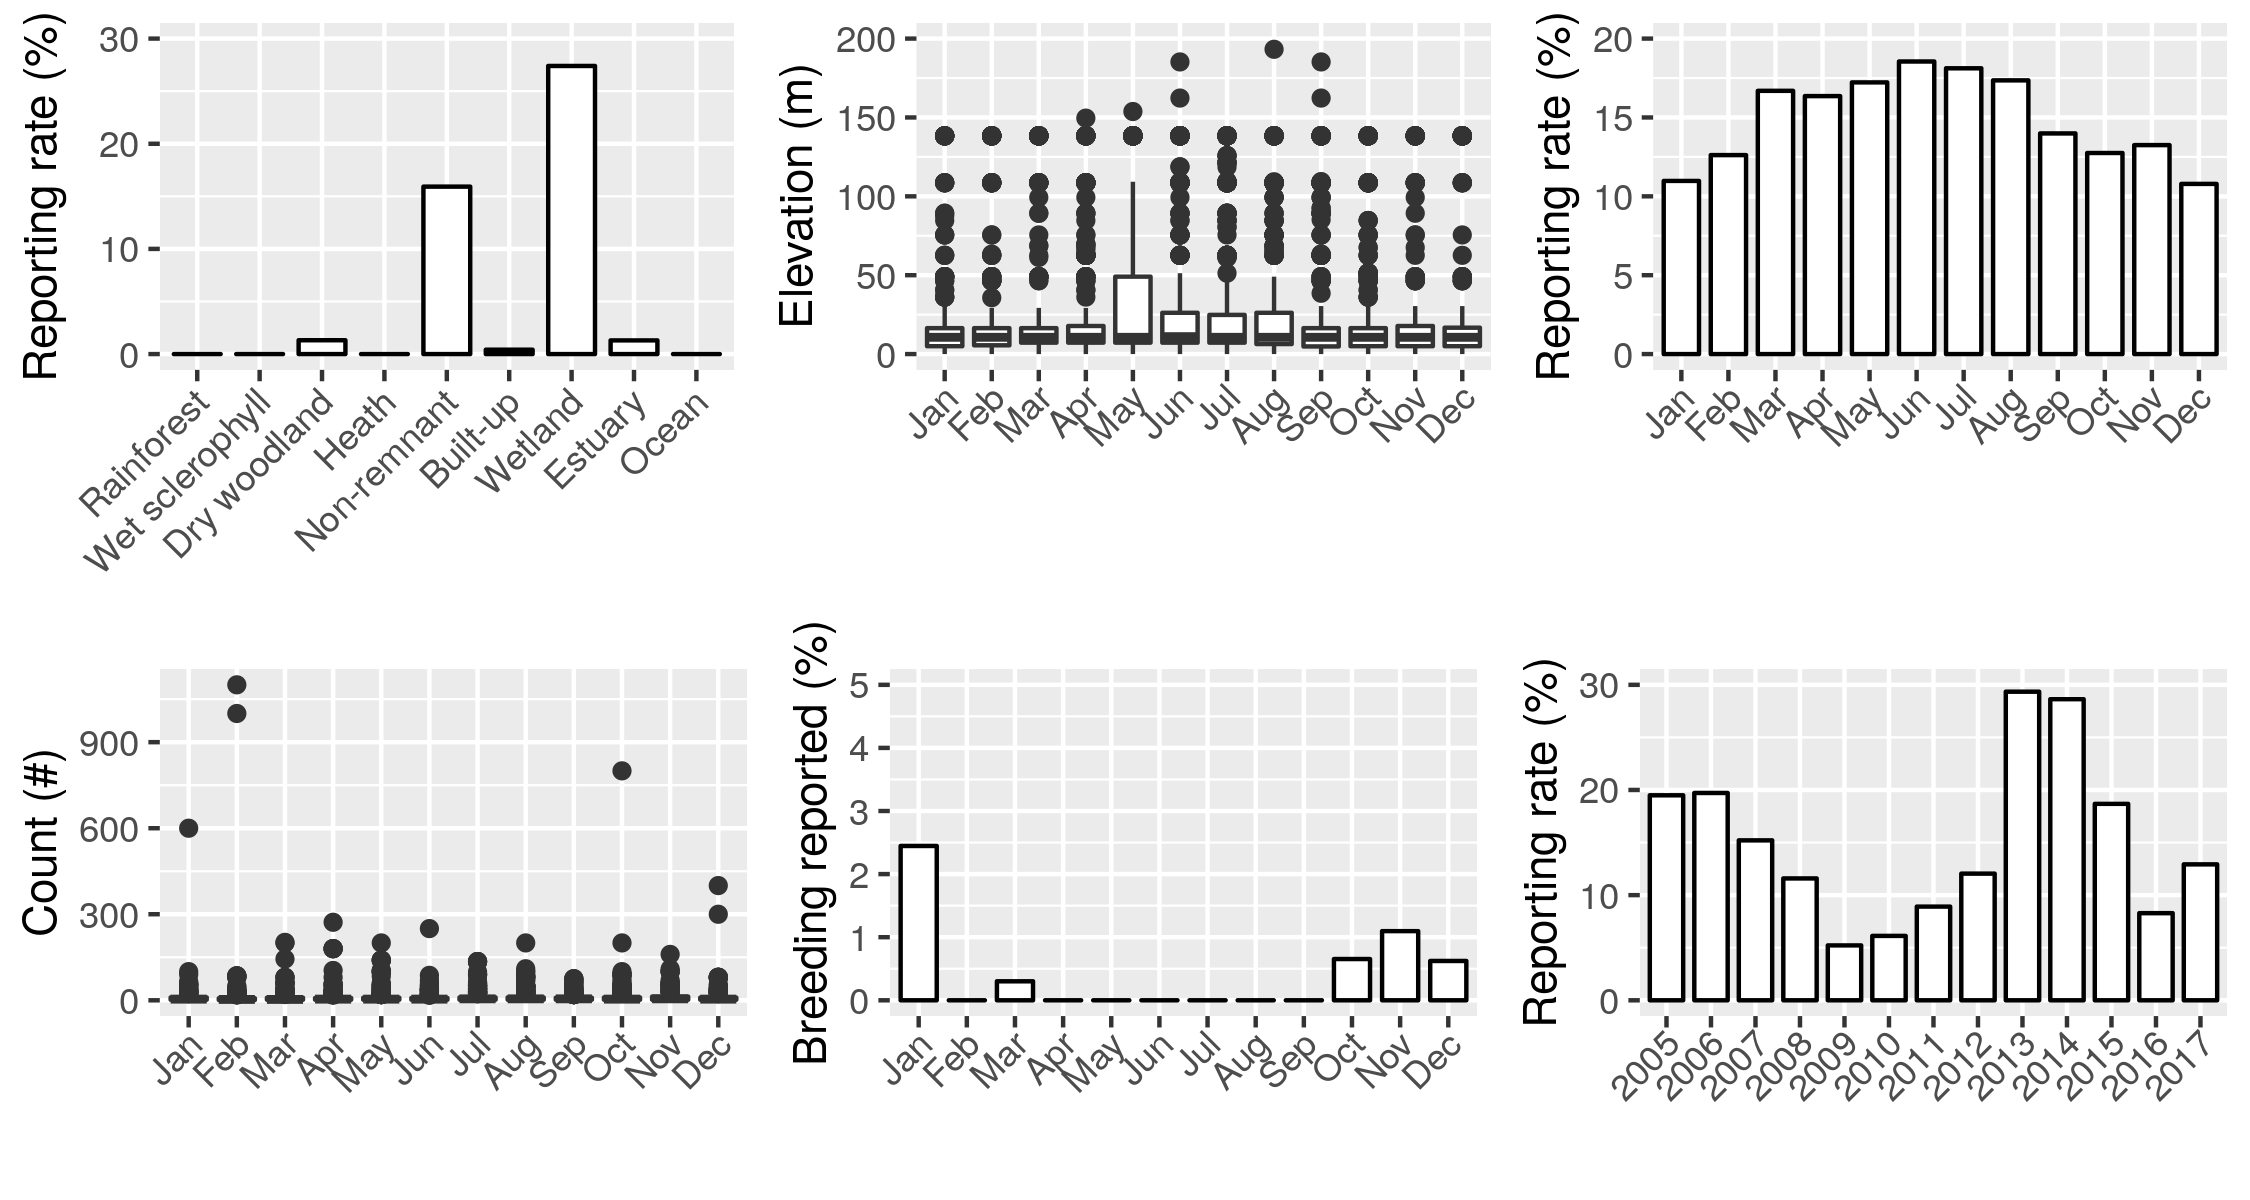 Reporting rate (%)
30
20
10
0
Rainforest
Wet sclerophyll
Dry woodland
Heath
Non-remnant
Built-up
Wetland
Estuary
Ocean
Elevation (m)
200
150
100
50
0
Jan
Feb
Mar
Apr
May
Jun
Jul
Aug
Sep
Oct
Nov
Dec
Reporting rate (%)
20
15
10
5
0
Jan
Feb
Mar
Apr
May
Jun
Jul
Aug
Sep
Oct
Nov
Dec
Count (#)
900
600
300
0
Jan
Feb
Mar
Apr
May
Jun
Jul
Aug
Sep
Oct
Nov
Dec
Breeding reported (%)
5
4
3
2
1
0
Jan
Feb
Mar
Apr
May
Jun
Jul
Aug
Sep
Oct
Nov
Dec
Reporting rate (%)
30
20
10
0
2005
2006
2007
2008
2009
2010
2011
2012
2013
2014
2015
2016
2017